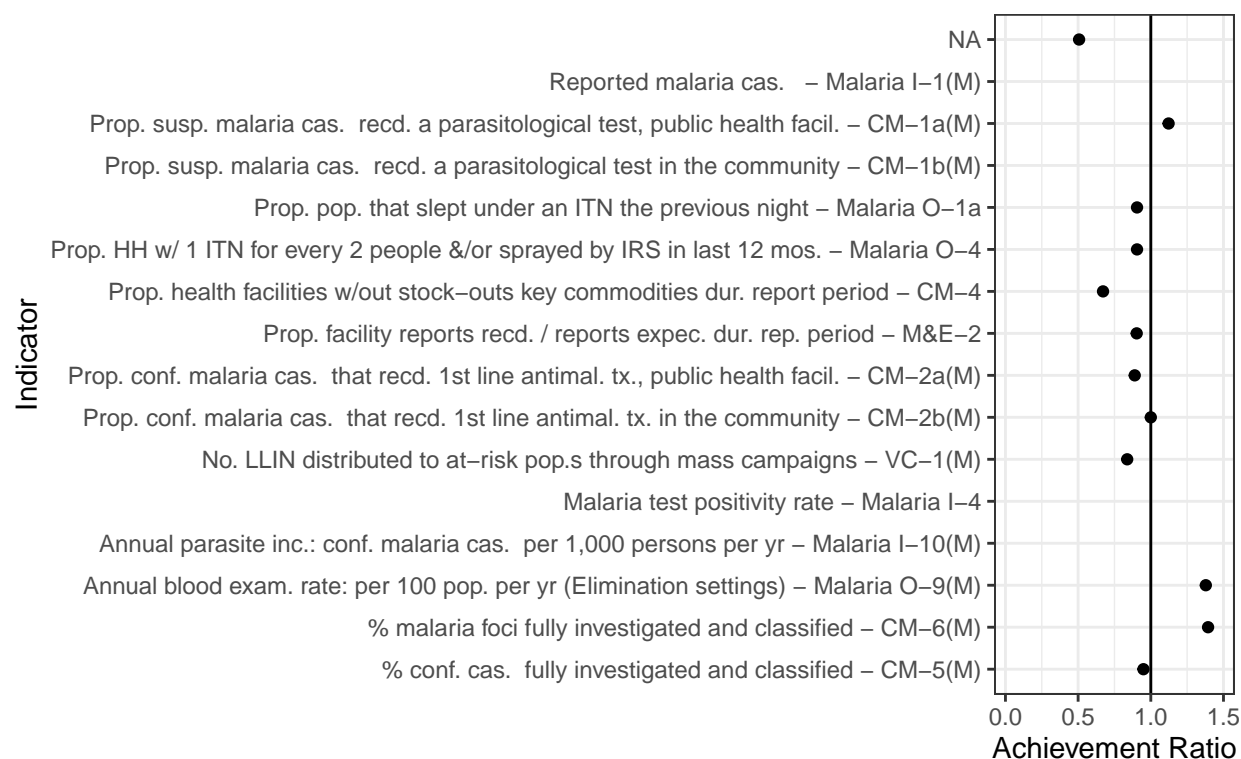 NA
Reported malaria cas.   – Malaria I–1(M)
Prop. susp. malaria cas.  recd. a parasitological test, public health facil. – CM–1a(M)
Prop. susp. malaria cas.  recd. a parasitological test in the community – CM–1b(M)
Prop. pop. that slept under an ITN the previous night – Malaria O–1a
Prop. HH w/ 1 ITN for every 2 people &/or sprayed by IRS in last 12 mos. – Malaria O–4
Prop. health facilities w/out stock–outs key commodities dur. report period – CM–4
Prop. facility reports recd. / reports expec. dur. rep. period – M&E–2
Prop. conf. malaria cas.  that recd. 1st line antimal. tx., public health facil. – CM–2a(M)
Prop. conf. malaria cas.  that recd. 1st line antimal. tx. in the community – CM–2b(M)
No. LLIN distributed to at–risk pop.s through mass campaigns – VC–1(M)
Malaria test positivity rate – Malaria I–4
Annual parasite inc.: conf. malaria cas.  per 1,000 persons per yr – Malaria I–10(M)
Annual blood exam. rate: per 100 pop. per yr (Elimination settings) – Malaria O–9(M)
% malaria foci fully investigated and classified – CM–6(M)
% conf. cas.  fully investigated and classified – CM–5(M)
Indicator
0.0 0.5 1.0 1.5
Achievement Ratio